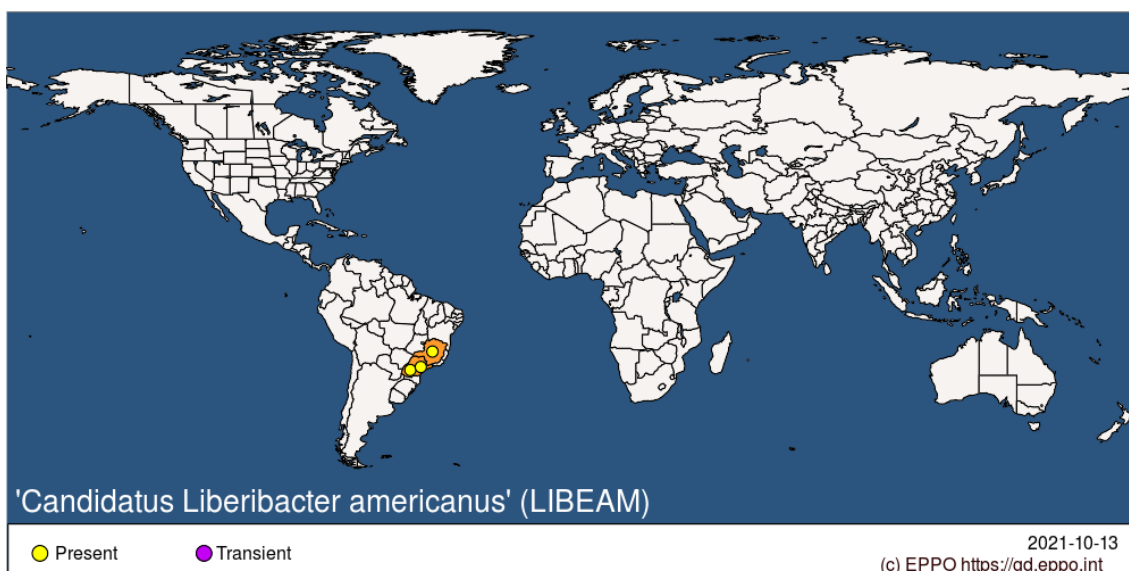 'Candidatus Liberibacter americanus' (LIBEAM)
Present
Transient
2021-10-13
(c) EPPO https://gd.eppo.int